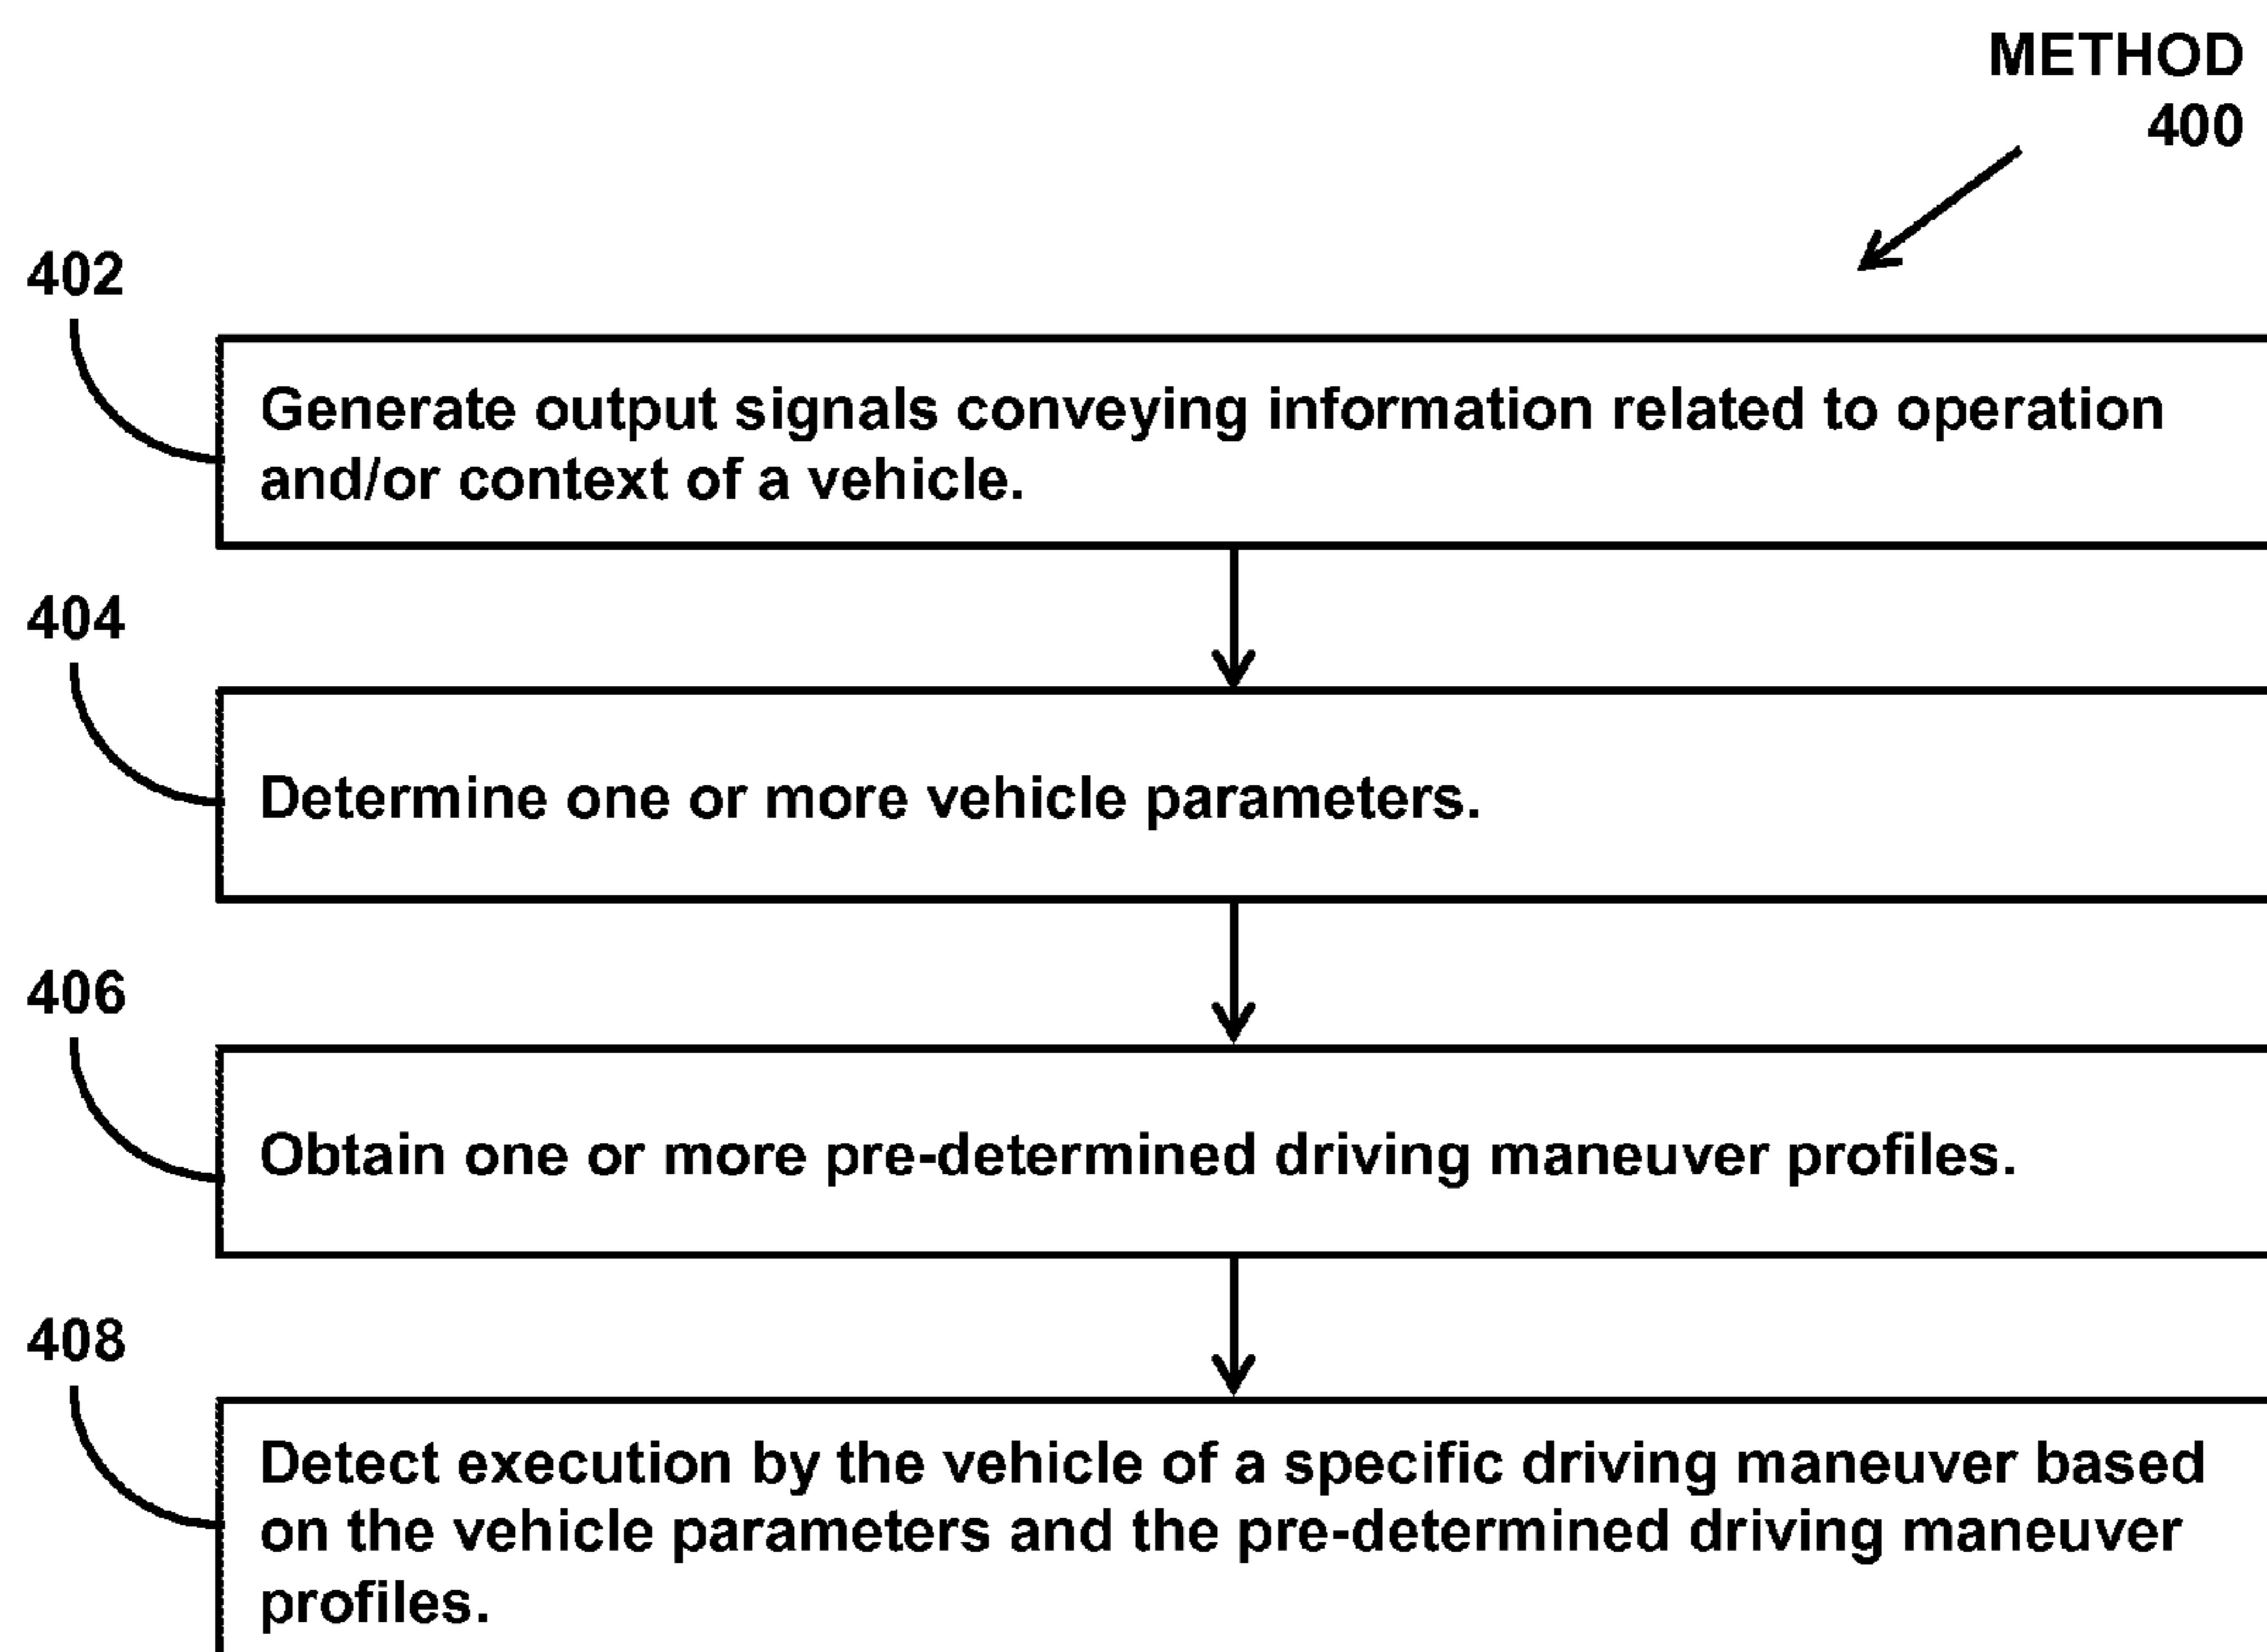 METHOD
400
402
Generate output signals conveying information related to operation
and/or context of a vehicle.
404
Determine one or more vehicle parameters.
406
Obtain one or more pre-determined driving maneuver profiles.
408
Detect execution by the vehicle of a specific driving maneuver based
on the vehicle parameters and the pre-determined driving maneuver
profiles.